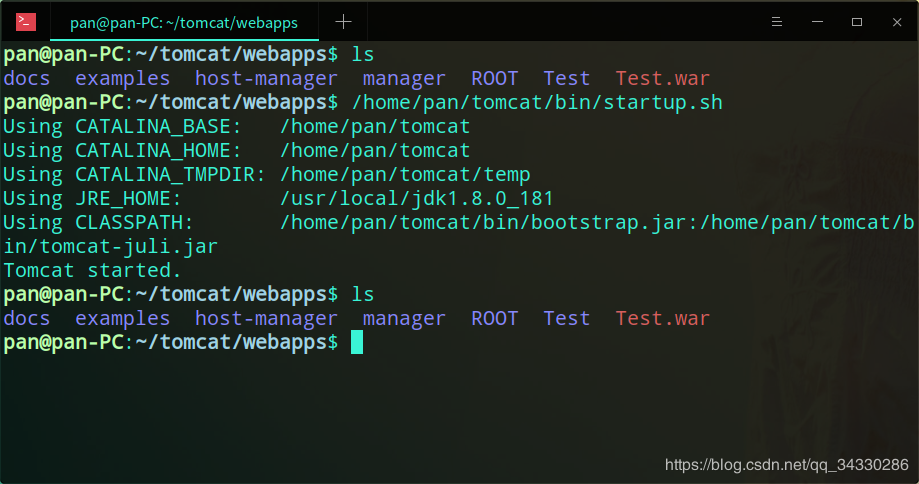 pan@pan-PC: ~/tomcat/webapps
pan@pan-PC:~/tomcat/webapps$ ls
docs  examples  host-manager  manager  ROOT  Test  Test.war
pan@pan-PC:~/tomcat/webapps$ /home/pan/tomcat/bin/startup.sh
Using CATALINA_BASE:   /home/pan/tomcat
Using CATALINA_HOME:   /home/pan/tomcat
Using CATALINA_TMPDIR: /home/pan/tomcat/temp
Using JRE_HOME:        /usr/local/jdk1.8.0_181
Using CLASSPATH:       /home/pan/tomcat/bin/bootstrap.jar:/home/pan/tomcat/b
in/tomcat-juli.jar
Tomcat started.
pan@pan-PC:~/tomcat/webapps$ ls
docs  examples  host-manager  manager  ROOT  Test  Test.war
pan@pan-PC:~/tomcat/webapps$
https://blog.csdn.net/qq_34330286